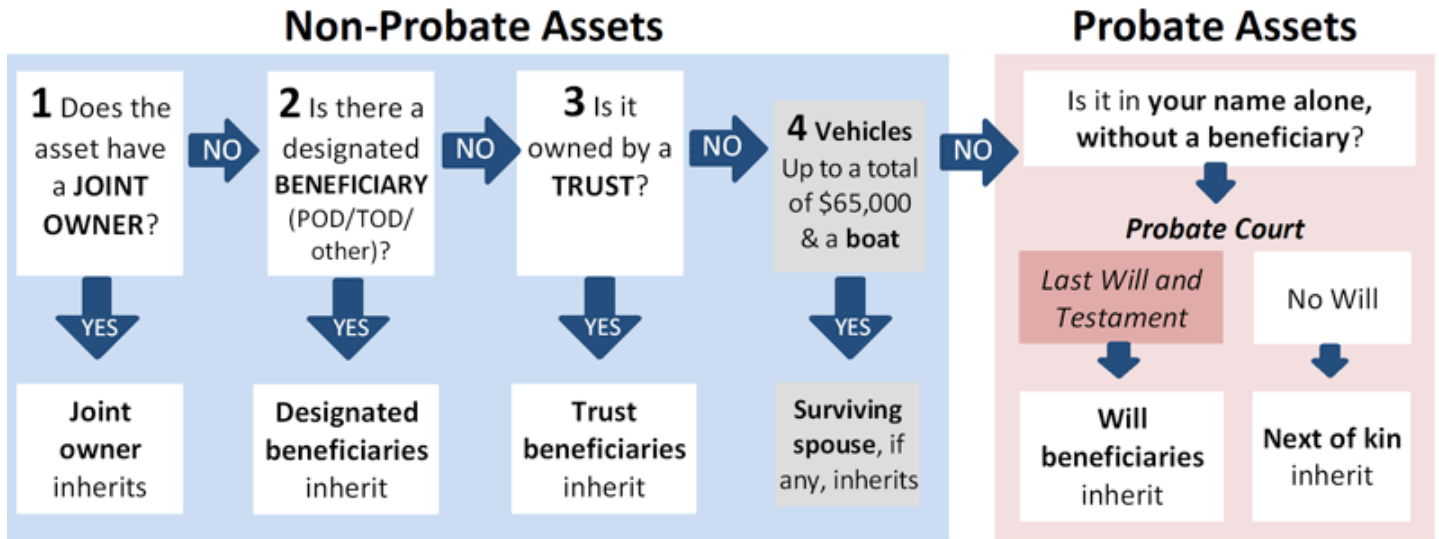 Non-Probate Assets
1 Does the
asset have
a JOINT
OWNER?
NO
2 Is there a
designated
BENEFICIARY
(POD/TOD/
other)?
NO
3 Is it
owned by a
TRUST?
NO
4 Vehicles
Up to a total
of $65,000
& a boat
NO
YES
YES
YES
YES
Joint
owner
inherits
Designated
beneficiaries
inherit
Trust
beneficiaries
inherit
Surviving
spouse, if
any, inherits
Probate Assets
Is it in your name alone,
without a beneficiary?
Probate Court
Last Will and
Testament
No Will
Will
beneficiaries
inherit
Next of kin
inherit